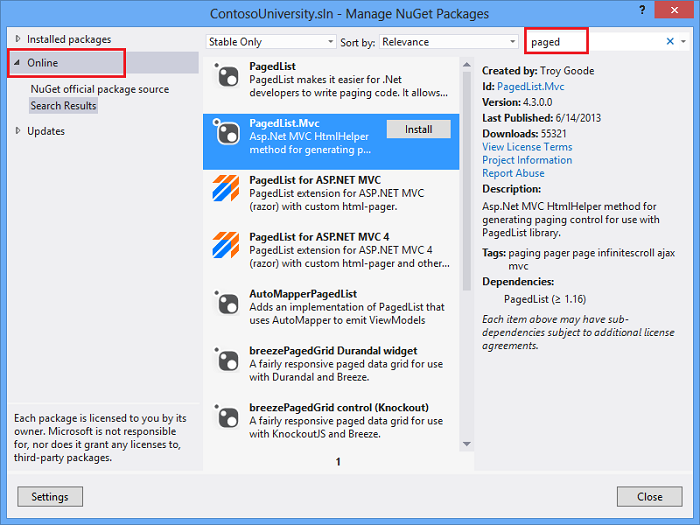 ContosoUniversity.sln - Manage NuGet Packages
?
Installed packages
Online
NuGet official package source
Search Results
Updates
Each package is licensed to you by its
owner. Microsoft is not responsible
for, nor does it grant any licenses to,
third-party packages.
Settings
Stable Only
Sort by: Relevance
PagedList
PagedList makes it easier for .Net
developers to write paging code. It allows...
PagedList.Mvc
Asp.Net MVC HtmlHelper
method for generating p...
Install
PagedList for ASP.NET MVC
PagedList extension for ASP.NET MVC
(razor) with custom html-pager.
PagedList for ASP.NET MVC 4
PagedList extension for ASP.NET MVC 4
(razor) with custom html-pager and other...
AutoMapperPagedList
Adds an implementation of PagedList that
uses AutoMapper to emit ViewModels
breezePagedGrid Durandal widget
A fairly responsive paged data grid for use
with Durandal and Breeze.
breezePagedGrid control (Knockout)
A fairly responsive paged data grid for use
with KnockoutJS and Breeze.
1
paged
Created by: Troy Goode
Id: PagedList.Mvc
Version: 4.3.0.0
Last Published: 6/14/2013
Downloads: 55321
View License Terms
Project Information
Report Abuse
Description:
Asp.Net MVC HtmlHelper method for
generating paging control for use with
PagedList library.
Tags: paging pager page infinitescroll ajax
mvc
Dependencies:
PagedList (≥ 1.16)
Each item above may have sub-
dependencies subject to additional license
agreements.
Close